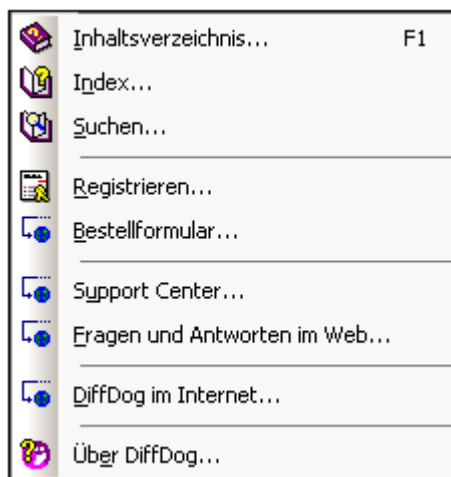 Inhaltsverzeichnis... F1
Index...
Suchen...
Registrieren...
Bestellformular...
Support Center...
Fragen und Antworten im Web...
DiffDog im Internet...
Über DiffDog...